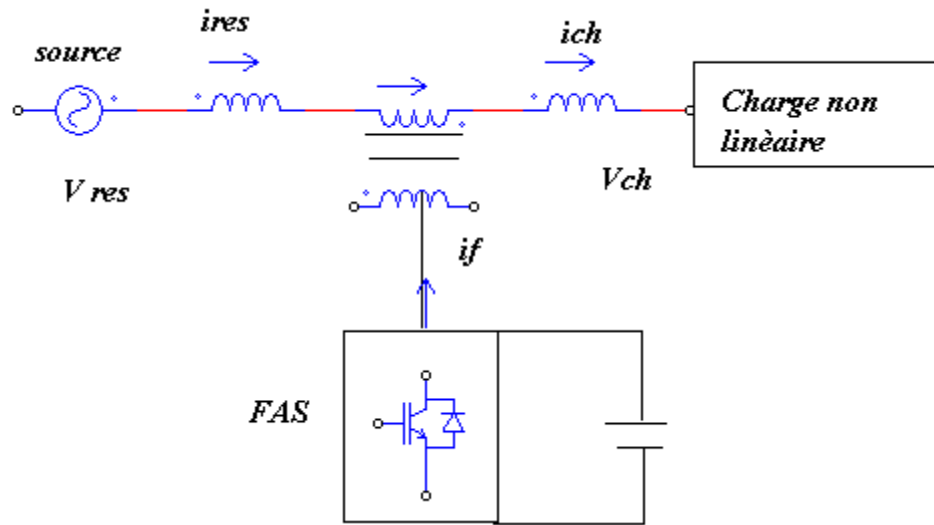 ires
ich
source
Charge non
linèaire
V res
Vch
if
FAS